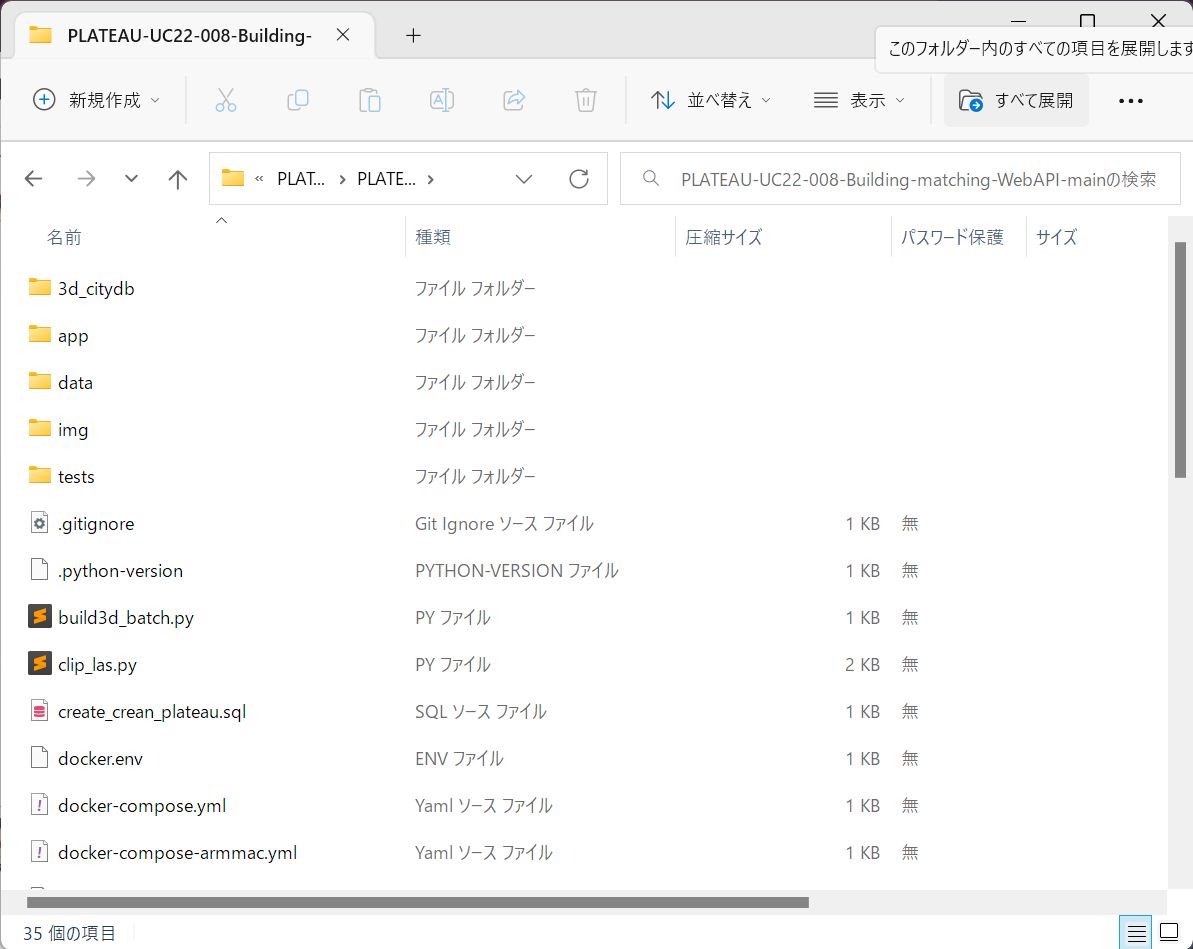 PLATEAU-UC22-008-Building-
このフォルダー内のすべての項目を展開します
新規作成
並べ替え
表示
すべて展開
« PLAT... › PLATE... ›
PLATEAU-UC22-008-Building-matching-WebAPI-mainの検索
名前 種類 圧縮サイズ パスワード保護 サイズ
3d_citydb ファイル フォルダー
app ファイル フォルダー
data ファイル フォルダー
img ファイル フォルダー
tests ファイル フォルダー
.gitignore Git Ignore ソース ファイル 1 KB 無
.python-version PYTHON-VERSION ファイル 1 KB 無
build3d_batch.py PY ファイル 1 KB 無
clip_las.py PY ファイル 2 KB 無
create_crean_plateau.sql SQL ソース ファイル 1 KB 無
docker.env ENV ファイル 1 KB 無
docker-compose.yml Yaml ソース ファイル 1 KB 無
docker-compose-armmac.yml Yaml ソース ファイル 1 KB 無
35 個の項目